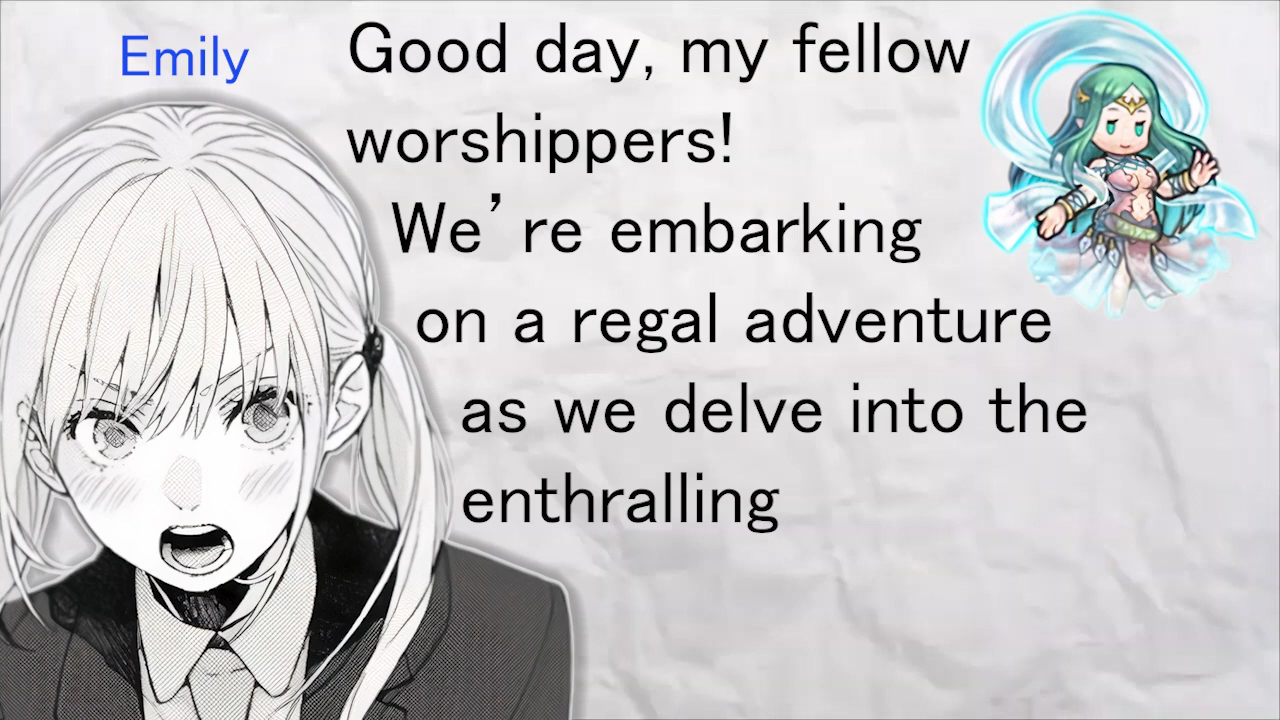 Emily
Good day, my fellow
worshippers!
We’re embarking
on a regal adventure
as we delve into the
enthralling